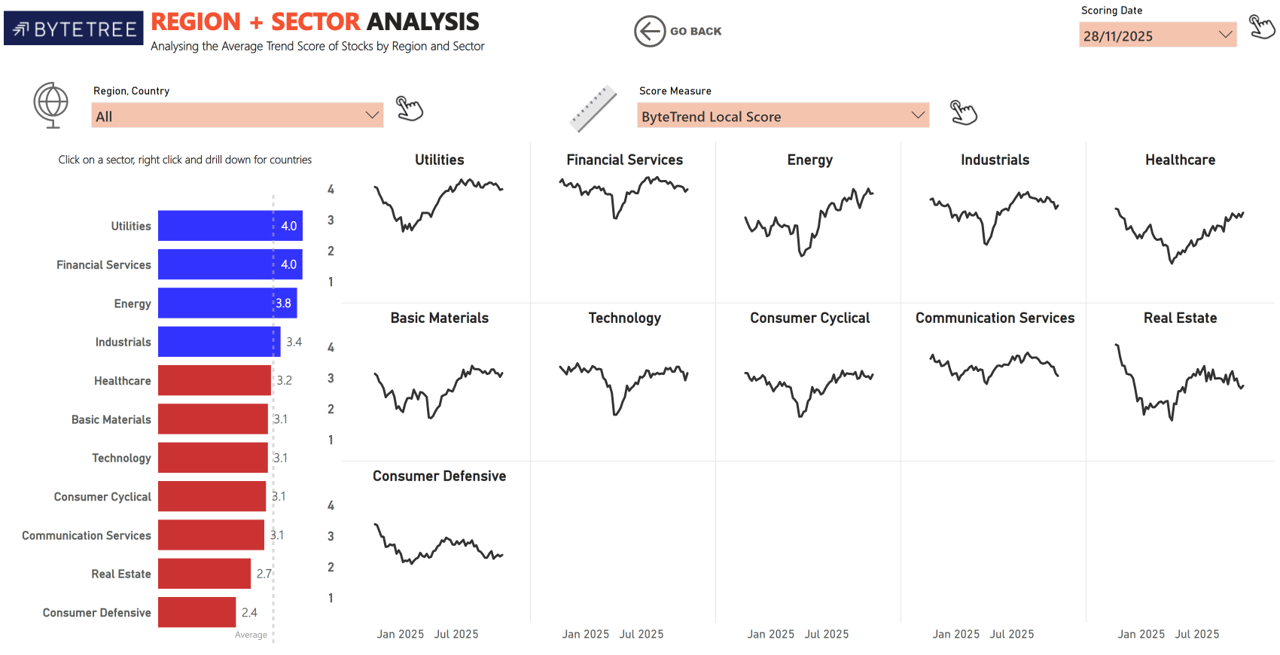 BYTETREE
REGION + SECTOR ANALYSIS
Analysing the Average Trend Score of Stocks by Region and Sector
GO BACK
Scoring Date
28/11/2025
Region, Country
All
Score Measure
ByteTrend Local Score
Click on a sector, right click and drill down for countries
Utilities 4.0
Financial Services 4.0
Energy 3.8
Industrials 3.4
Healthcare 3.2
Basic Materials 3.1
Technology 3.1
Consumer Cyclical 3.1
Communication Services 3.1
Real Estate 2.7
Consumer Defensive 2.4
Average
Utilities Financial Services Energy Industrials Healthcare
4
3
2
1
Basic Materials Technology Consumer Cyclical Communication Services Real Estate
4
3
2
1
Consumer Defensive
4
3
2
1
Jan 2025 Jul 2025 Jan 2025 Jul 2025 Jan 2025 Jul 2025 Jan 2025 Jul 2025 Jan 2025 Jul 2025